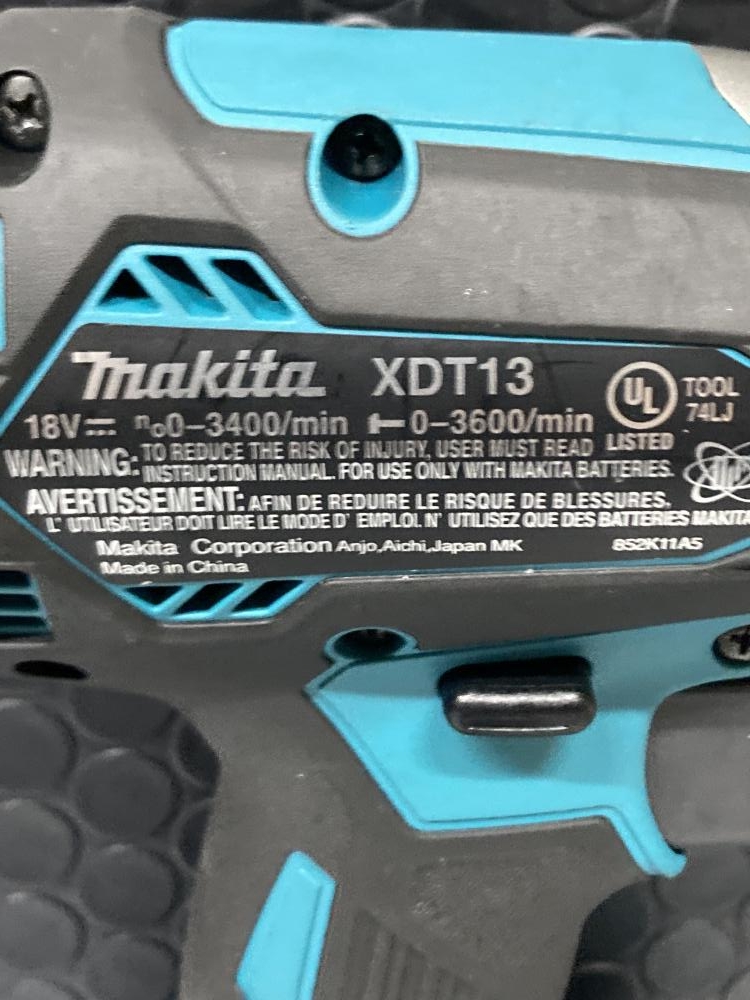 makita XDT13
18V⎓ n₀0–3400/min 0–3600/min
UL LISTED
TOOL
74LJ
WARNING: TO REDUCE THE RISK OF INJURY, USER MUST READ
INSTRUCTION MANUAL. FOR USE ONLY WITH MAKITA BATTERIES.
AVERTISSEMENT: AFIN DE REDUIRE LE RISQUE DE BLESSURES,
L' UTILISATEUR DOIT LIRE LE MODE D' EMPLOI. N' UTILISEZ QUE DES BATTERIES MAKITA
Makita Corporation Anjo,Aichi,Japan MK 852K11A5
Made in China